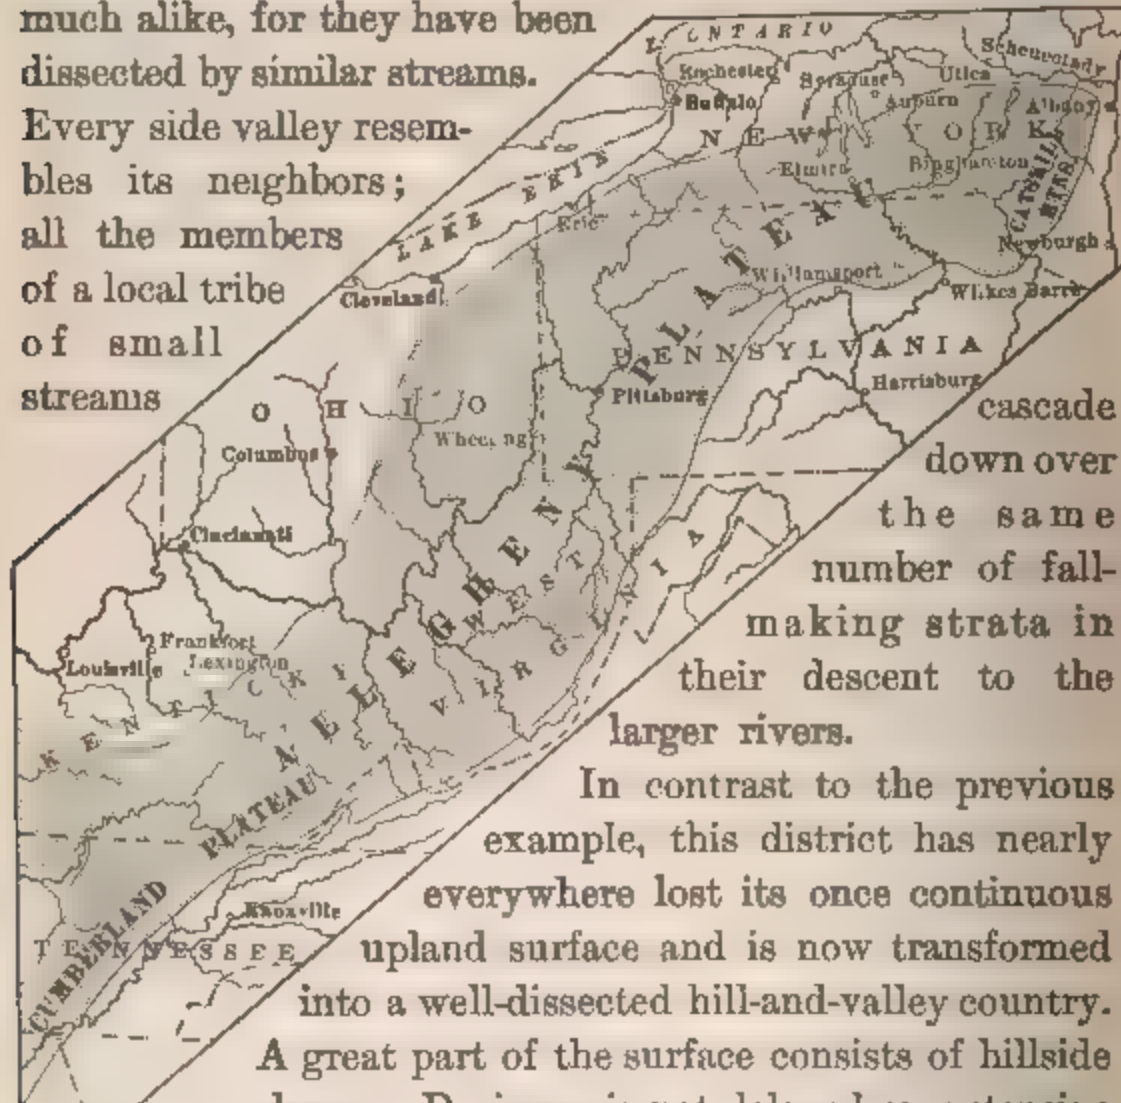 much alike, for they have been
dissected by similar streams.
Every side valley resem-
bles its neighbors;
all the members
of a local tribe
of small
streams
cascade
down over
the same
number of fall-
making strata in
their descent to the
larger rivers.
In contrast to the previous
example, this district has nearly
everywhere lost its once continuous
upland surface and is now transformed
into a well-dissected hill-and-valley country.
A great part of the surface consists of hillside
L. ONTARIO
Schenectady
Rochester
Syracuse
Utica
Buffalo
Auburn
Albany
NEW YORK
Elmira
Binghamton
CATSKILL
MTAS
Newburgh
LAKE ERIE
Erie
Cleveland
Williamsport
Wilkes Barre
PENNSYLVANIA
Pittsburg
Harrisburg
OHIO
Wheeling
Columbus
Cincinnati
ALLEGHENY PLATEAU
WEST
VIRGINIA
Frankfort
Lexington
Louisville
KENTUCKY
CUMBERLAND PLATEAU
Knoxville
TENNESSEE